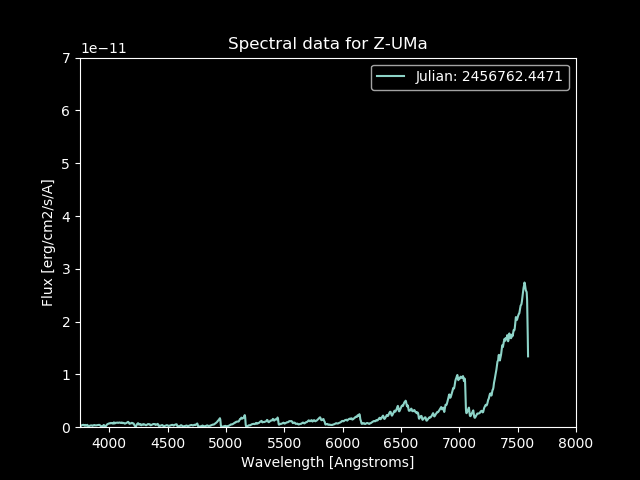 Spectral data for Z-UMa
1e−11
Julian: 2456762.4471
7
6
5
4
3
2
1
0
Flux [erg/cm2/s/A]
4000 4500 5000 5500 6000 6500 7000 7500 8000
Wavelength [Angstroms]